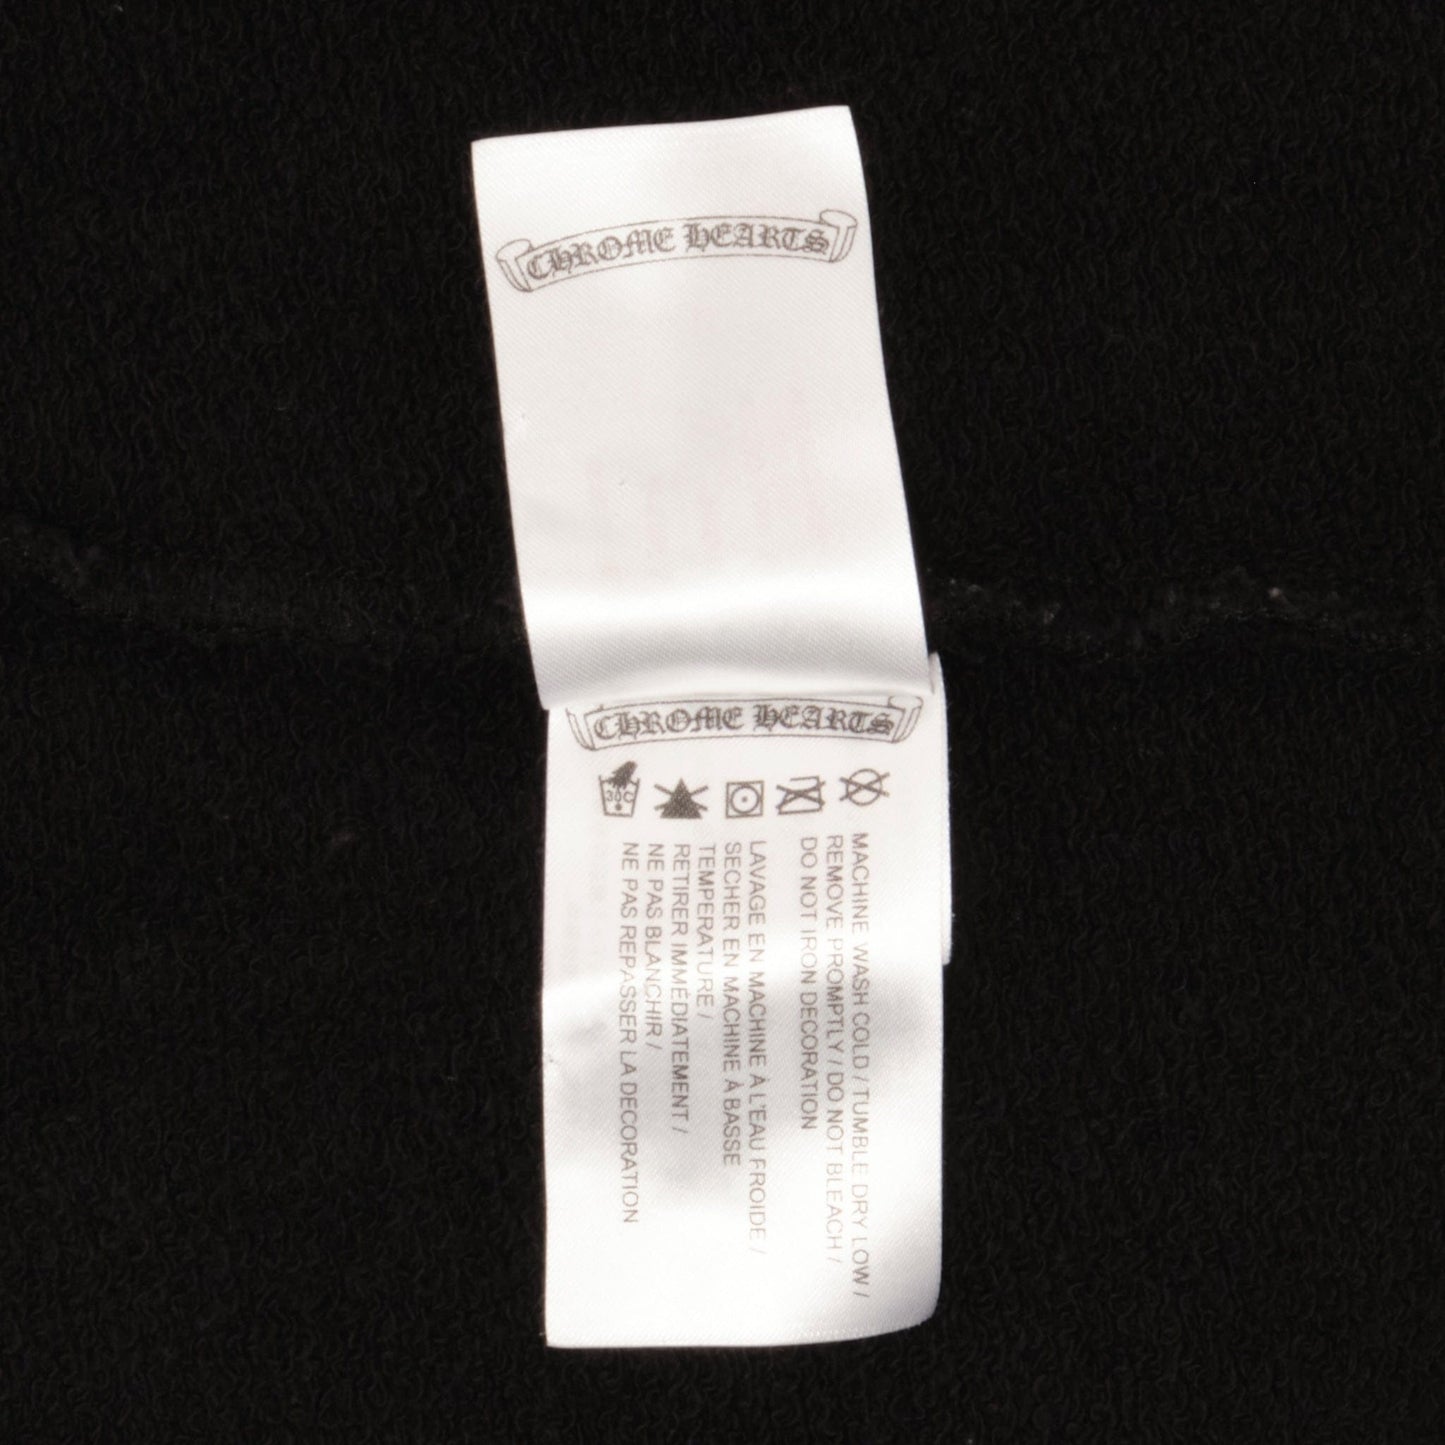 CHROME HEARTS
CHROME HEARTS
30C
MACHINE WASH COLD / TUMBLE DRY LOW /
REMOVE PROMPTLY / DO NOT BLEACH /
DO NOT IRON DECORATION
LAVAGE EN MACHINE À L'EAU FROIDE /
SECHER EN MACHINE À BASSE
TEMPERATURE /
RETIRER IMMÉDIATEMENT /
NE PAS BLANCHIR /
NE PAS REPASSER LA DECORATION